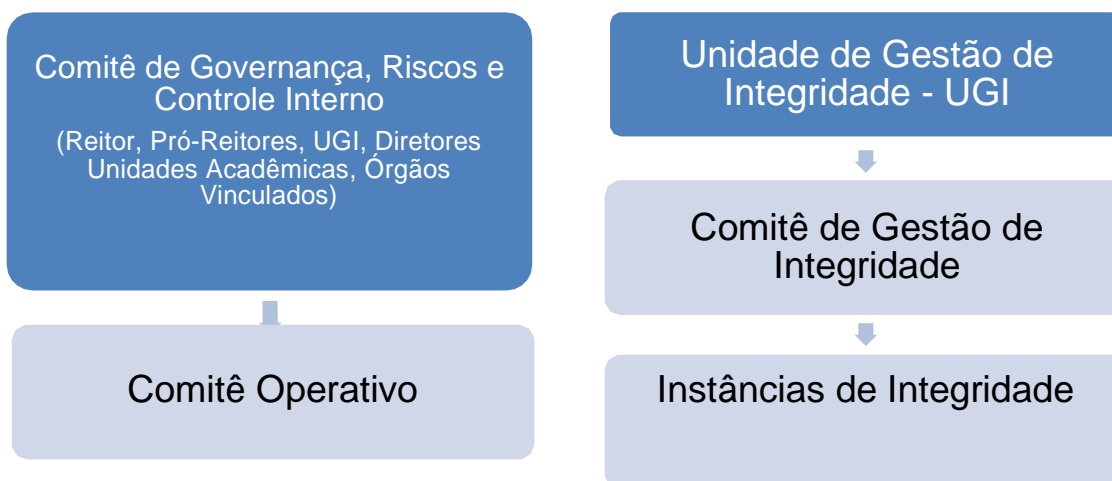 Comitê de Governança, Riscos e
Controle Interno
(Reitor, Pró-Reitores, UGI, Diretores
Unidades Acadêmicas, Órgãos
Vinculados)
Comitê Operativo
Unidade de Gestão de
Integridade - UGI
Comitê de Gestão de
Integridade
Instâncias de Integridade